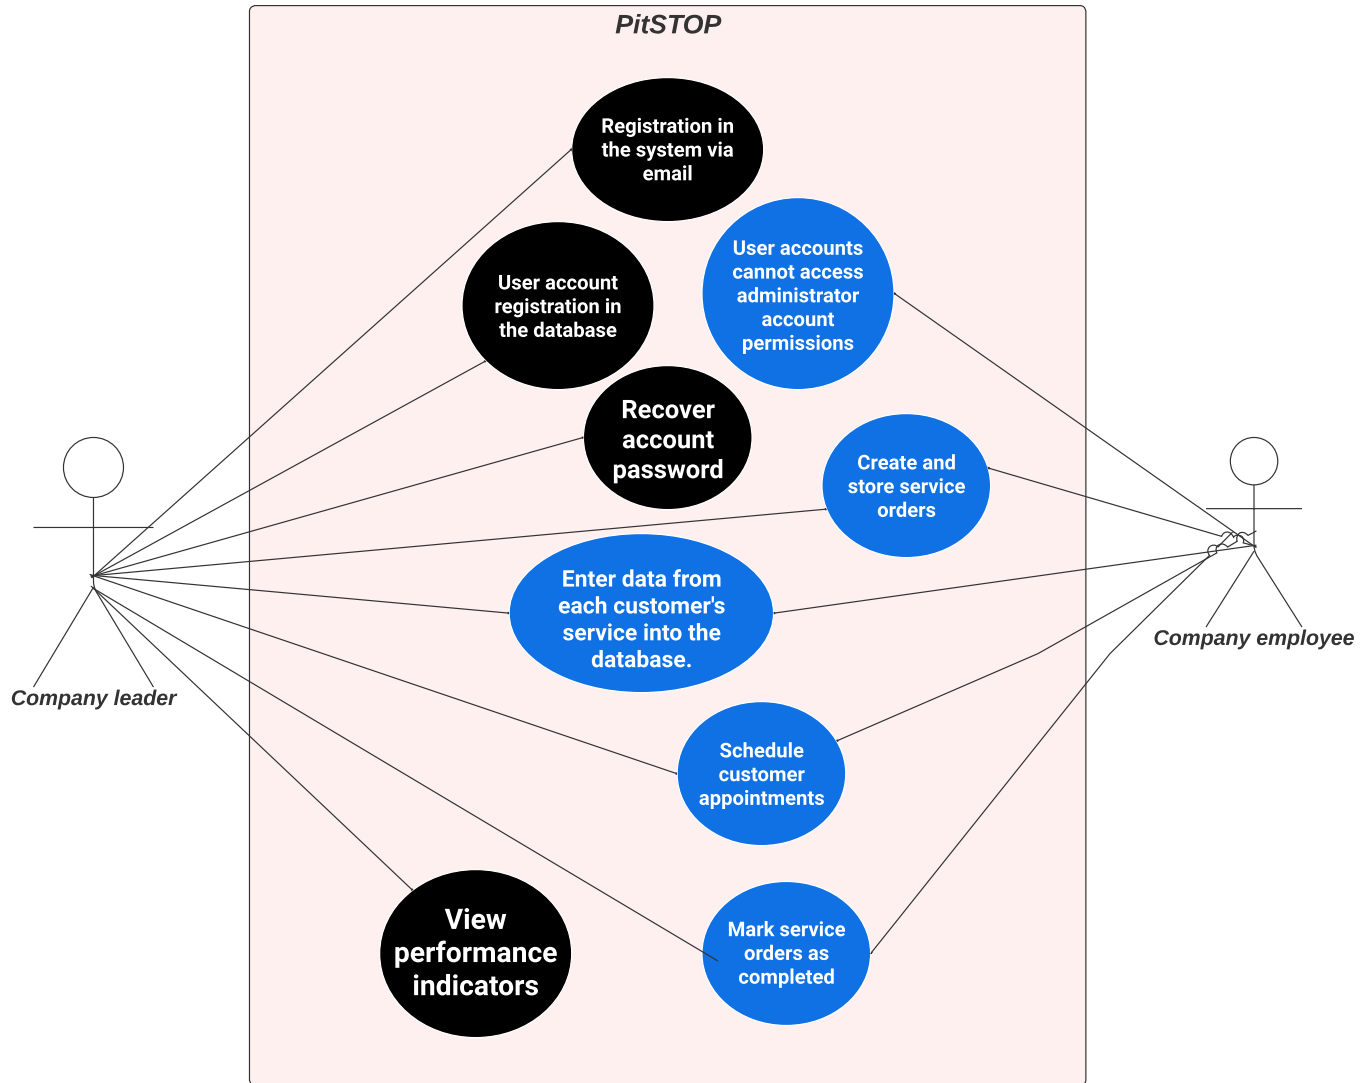 PitSTOP
Registration in
the system via
email
User accounts
cannot access
administrator
account
permissions
User account
registration in
the database
Recover
account
password
Create and
store service
orders
Enter data from
each customer's
service into the
database.
Company employee
Company leader
Schedule
customer
appointments
View
performance
indicators
Mark service
orders as
completed